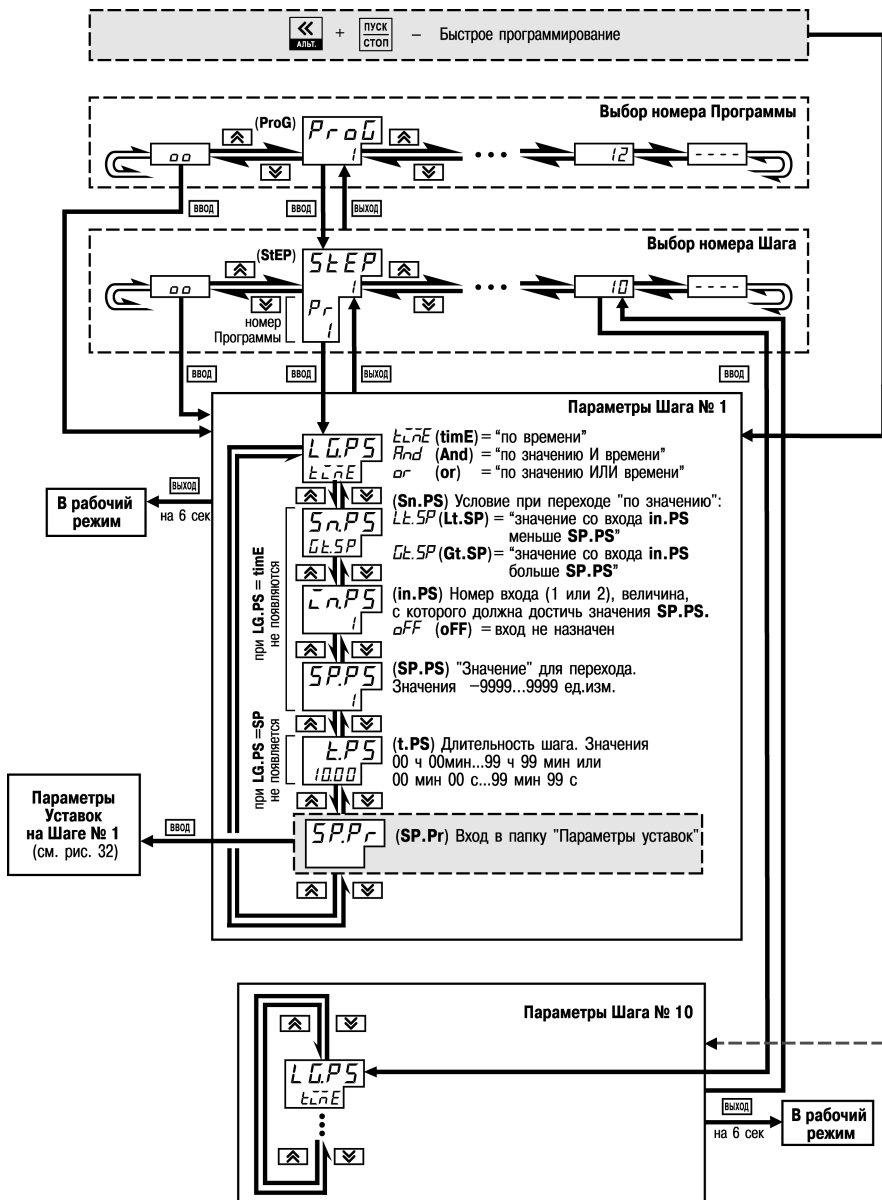 АЛЬТ. + ПУСК СТОП – Быстрое программирование
Выбор номера Программы
(ProG) ProG
oo 1 ••• 12 ----
ВВОД ВВОД ВЫХОД
Выбор номера Шага
(StEP) StEP
oo 1 ••• 10 ----
номер
Программы
Pr
1
ВВОД ВВОД ВЫХОД ВВОД
Параметры Шага № 1
LG.PS
timE
timE (timE) = “по времени”
And (And) = “по значению И времени”
or (or) = “по значению ИЛИ времени”
ВЫХОД
на 6 сек
В рабочий
режим
при LG.PS = timE
не появляются
Sn.PS
Gt.SP
(Sn.PS) Условие при переходе "по значению":
Lt.SP (Lt.SP) = “значение со входа in.PS
меньше SP.PS”
Gt.SP (Gt.SP)= “значение со входа in.PS
больше SP.PS”
in.PS
1
(in.PS) Номер входа (1 или 2), величина,
с которого должна достичь значения SP.PS.
oFF (oFF) = вход не назначен
SP.PS
1
(SP.PS) "Значение" для перехода.
Значения –9999...9999 ед.изм.
при LG.PS =SP
не появляется
t.PS
10.00
(t.PS) Длительность шага. Значения
00 ч 00мин...99 ч 99 мин или
00 мин 00 с...99 мин 99 с
Параметры
Уставок
на Шаге № 1
(см. рис. 32)
ВВОД
SP.Pr
(SP.Pr) Вход в папку "Параметры уставок"
Параметры Шага № 10
LG.PS
timE
ВЫХОД
на 6 сек
В рабочий
режим